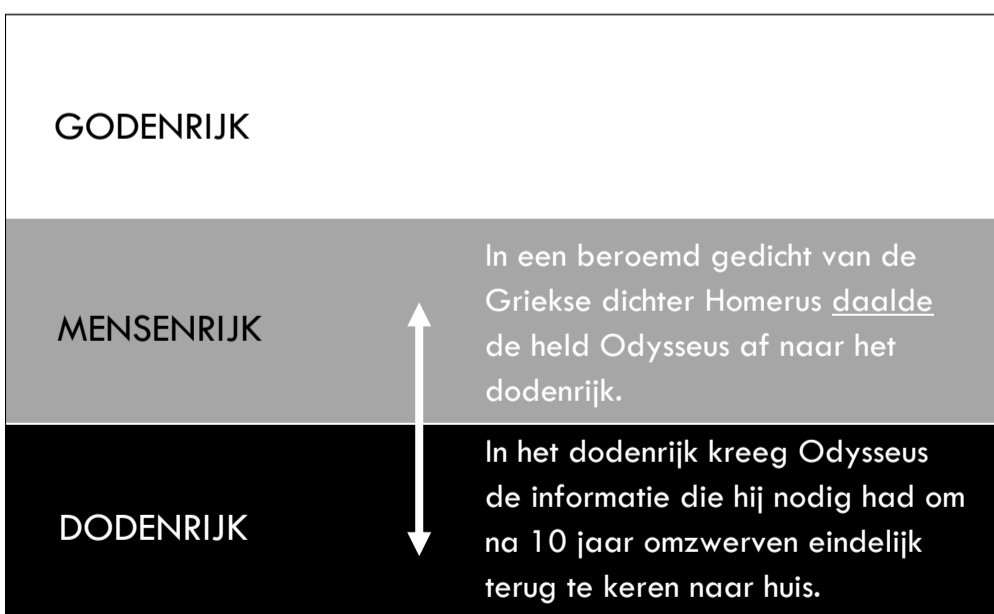 GODENRIJK
MENSENRIJK
In een beroemd gedicht van de
Griekse dichter Homerus daalde
de held Odysseus af naar het
dodenrijk.
DODENRIJK
In het dodenrijk kreeg Odysseus
de informatie die hij nodig had om
na 10 jaar omzwerven eindelijk
terug te keren naar huis.